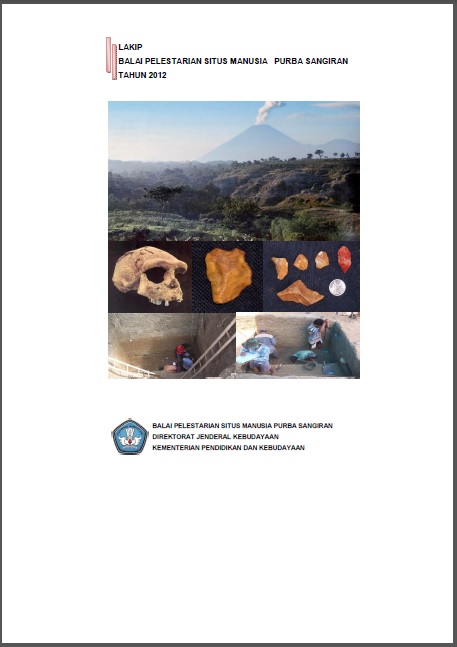 LAKIP
BALAI PELESTARIAN SITUS MANUSIA PURBA SANGIRAN
TAHUN 2012
BALAI PELESTARIAN SITUS MANUSIA PURBA SANGIRAN
DIREKTORAT JENDERAL KEBUDAYAAN
KEMENTERIAN PENDIDIKAN DAN KEBUDAYAAN